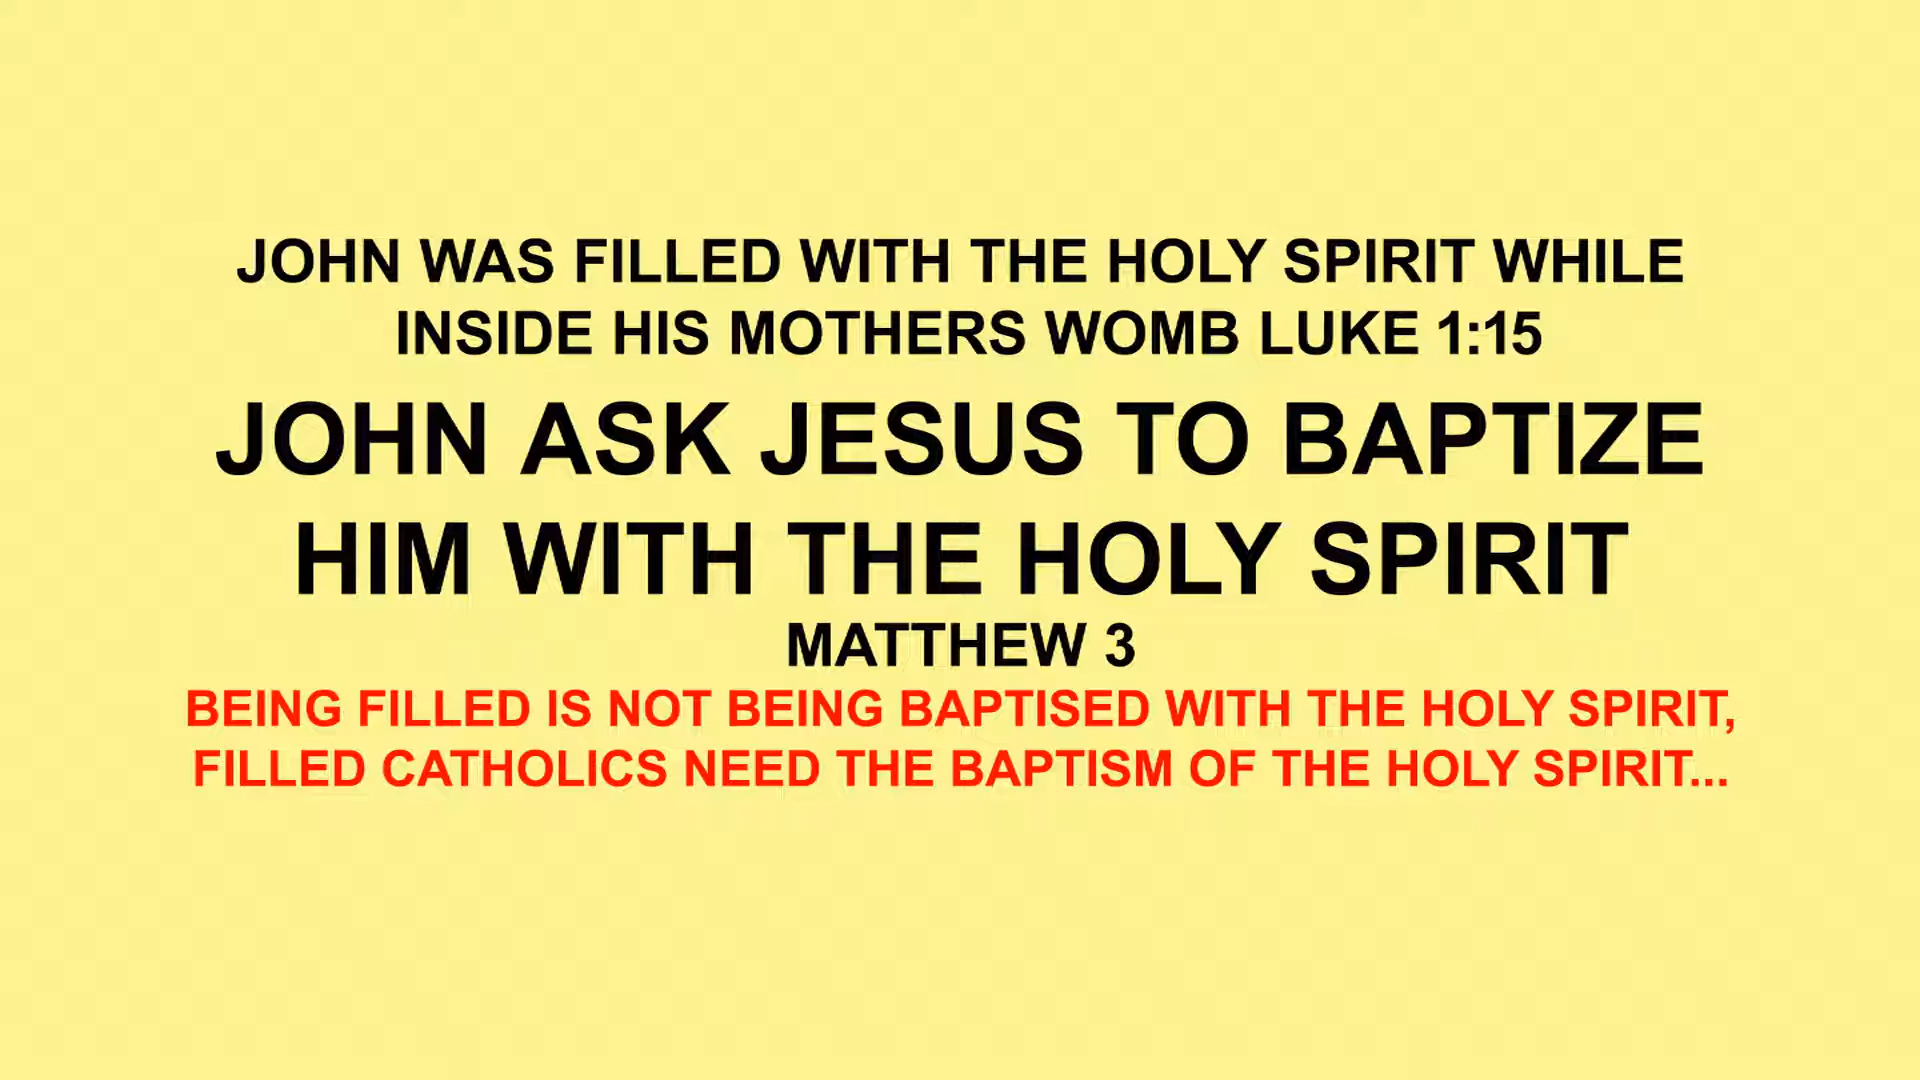 JOHN WAS FILLED WITH THE HOLY SPIRIT WHILE
INSIDE HIS MOTHERS WOMB LUKE 1:15
JOHN ASK JESUS TO BAPTIZE
HIM WITH THE HOLY SPIRIT
MATTHEW 3
BEING FILLED IS NOT BEING BAPTISED WITH THE HOLY SPIRIT,
FILLED CATHOLICS NEED THE BAPTISM OF THE HOLY SPIRIT...